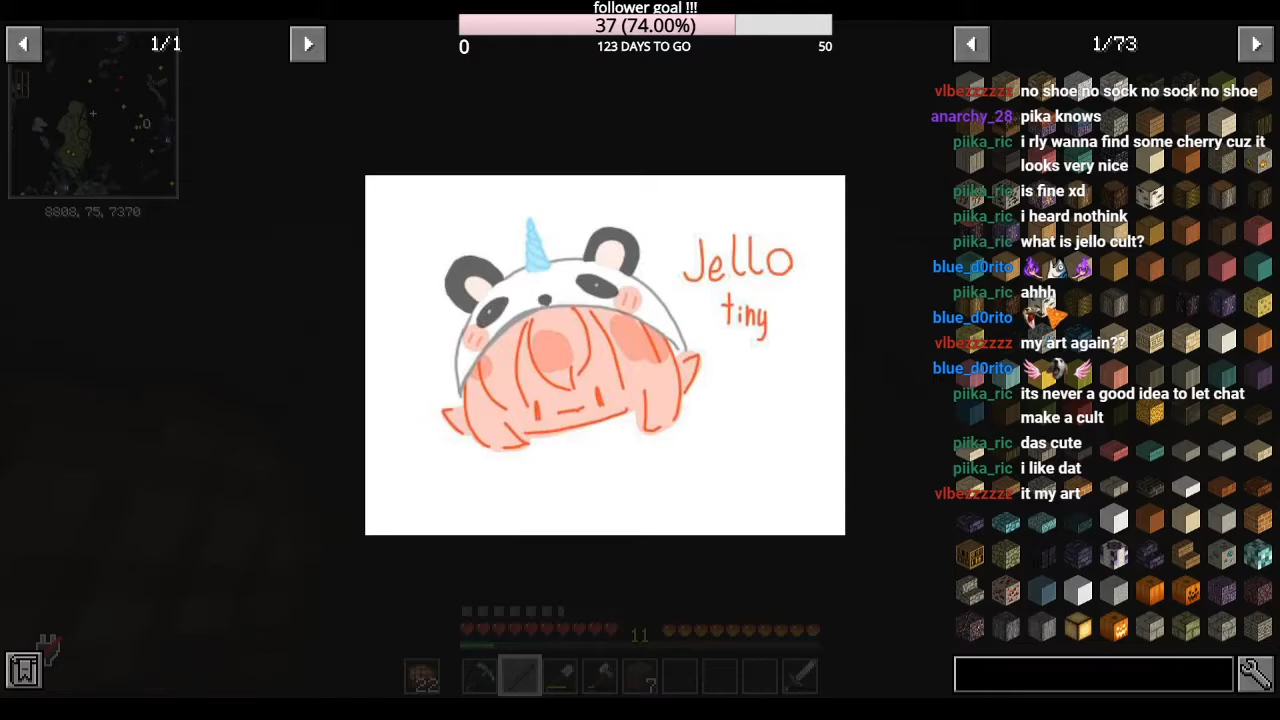 follower goal !!!
37 (74.00%)
0
123 DAYS TO GO
50
1/1
1/73
8808, 75, 7370
vlbezzzzzz no shoe no sock no sock no shoe
anarchy_28 pika knows
piika_ric i rly wanna find some cherry cuz it
looks very nice
piika_ric is fine xd
piika_ric i heard nothink
piika_ric what is jello cult?
blue_d0rito
piika_ric ahhh
blue_d0rito
vlbezzzzzz my art again??
blue_d0rito
piika_ric its never a good idea to let chat
make a cult
piika_ric das cute
piika_ric i like dat
vlbezzzzzz it my art
Jello
tiny
11
22
7